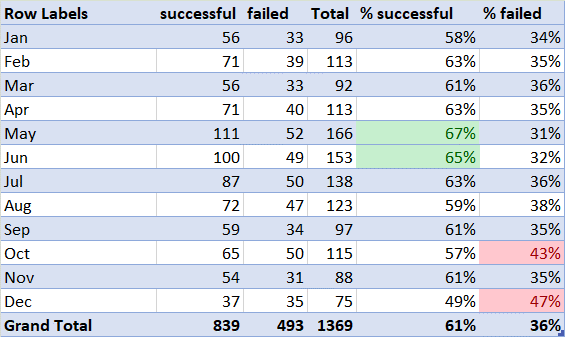 Row Labels successful failed Total % successful % failed
Jan 56 33 96 58% 34%
Feb 71 39 113 63% 35%
Mar 56 33 92 61% 36%
Apr 71 40 113 63% 35%
May 111 52 166 67% 31%
Jun 100 49 153 65% 32%
Jul 87 50 138 63% 36%
Aug 72 47 123 59% 38%
Sep 59 34 97 61% 35%
Oct 65 50 115 57% 43%
Nov 54 31 88 61% 35%
Dec 37 35 75 49% 47%
Grand Total 839 493 1369 61% 36%